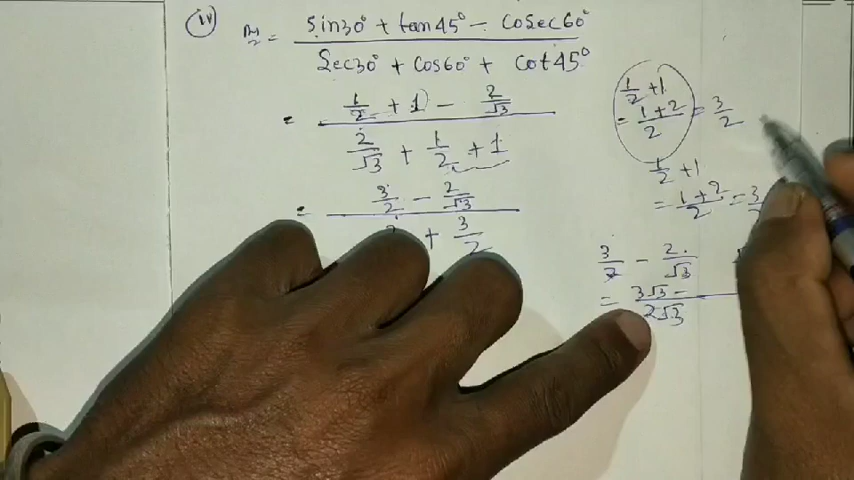 (iv)
= sin30° + tan45° - cosec60° / sec30° + cos60° + cot45°
= 1/2 + 1 - 2/√3 / 2/√3 + 1/2 + 1
= 3/2 - 2/√3 / + 3/2
1/2 + 1
= 1+2/2 = 3/2
1/2 + 1
= 1+2/2 = 3/
3/2 - 2/√3
= 3√3 - / 2√3